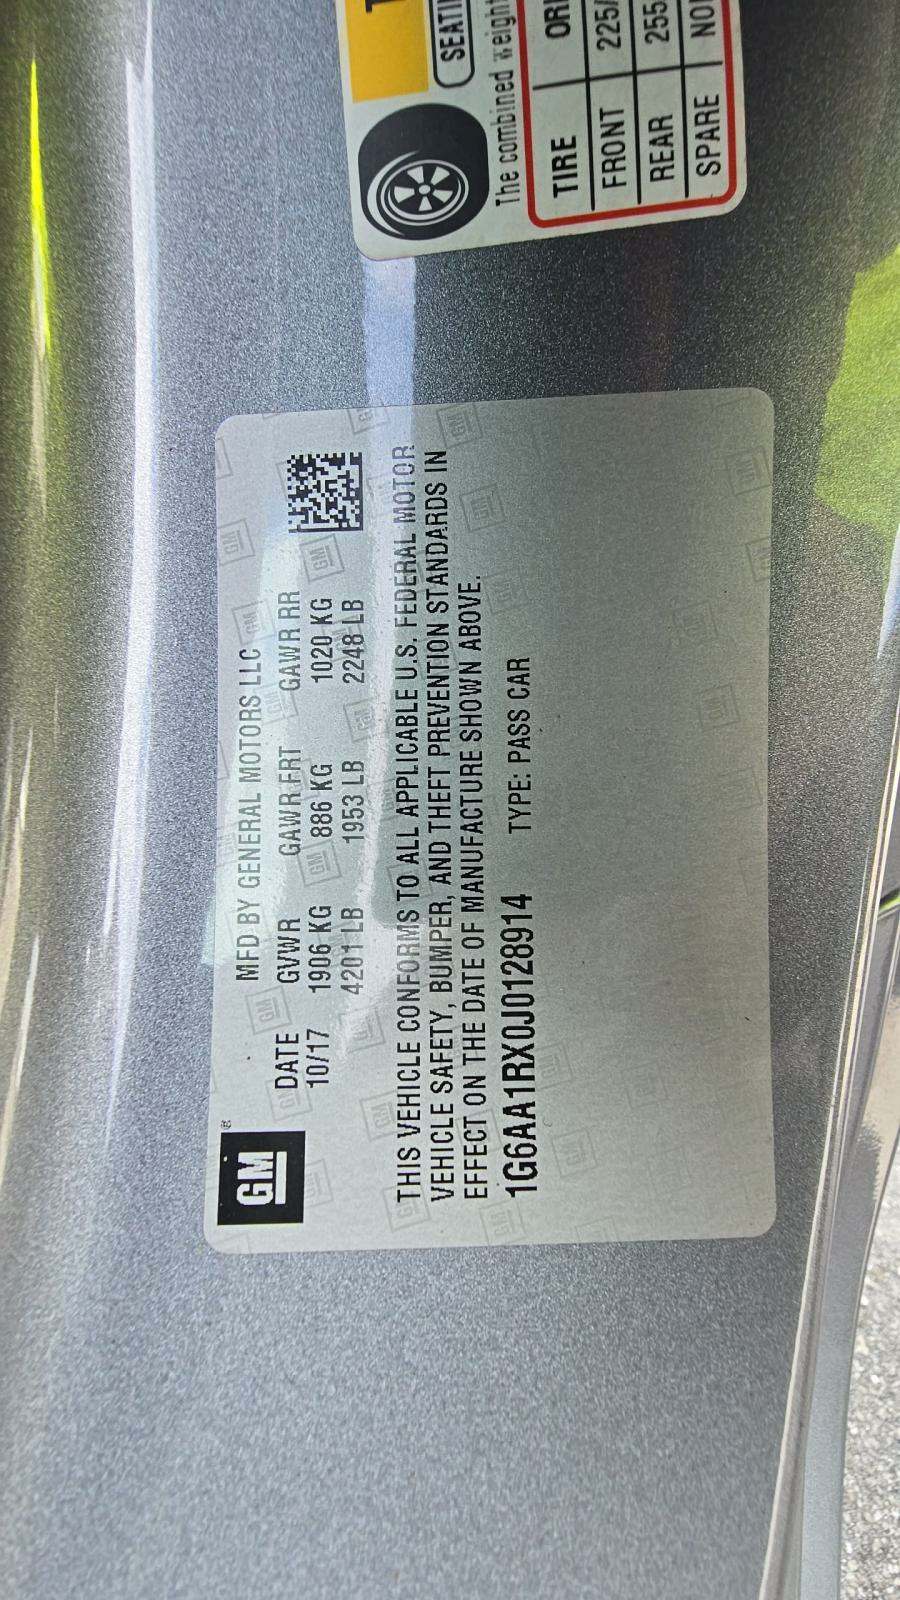 GM ®
MFD BY GENERAL MOTORS LLC
DATE GVWR GAWR FRT GAWR RR
10/17 1906 KG 886 KG 1020 KG
4201 LB 1953 LB 2248 LB
THIS VEHICLE CONFORMS TO ALL APPLICABLE U.S. FEDERAL MOTOR
VEHICLE SAFETY, BUMPER, AND THEFT PREVENTION STANDARDS IN
EFFECT ON THE DATE OF MANUFACTURE SHOWN ABOVE.
1G6AA1RX0J0128914 TYPE: PASS CAR
The combined weight
TIRE
FRONT 225/
REAR 255
SPARE